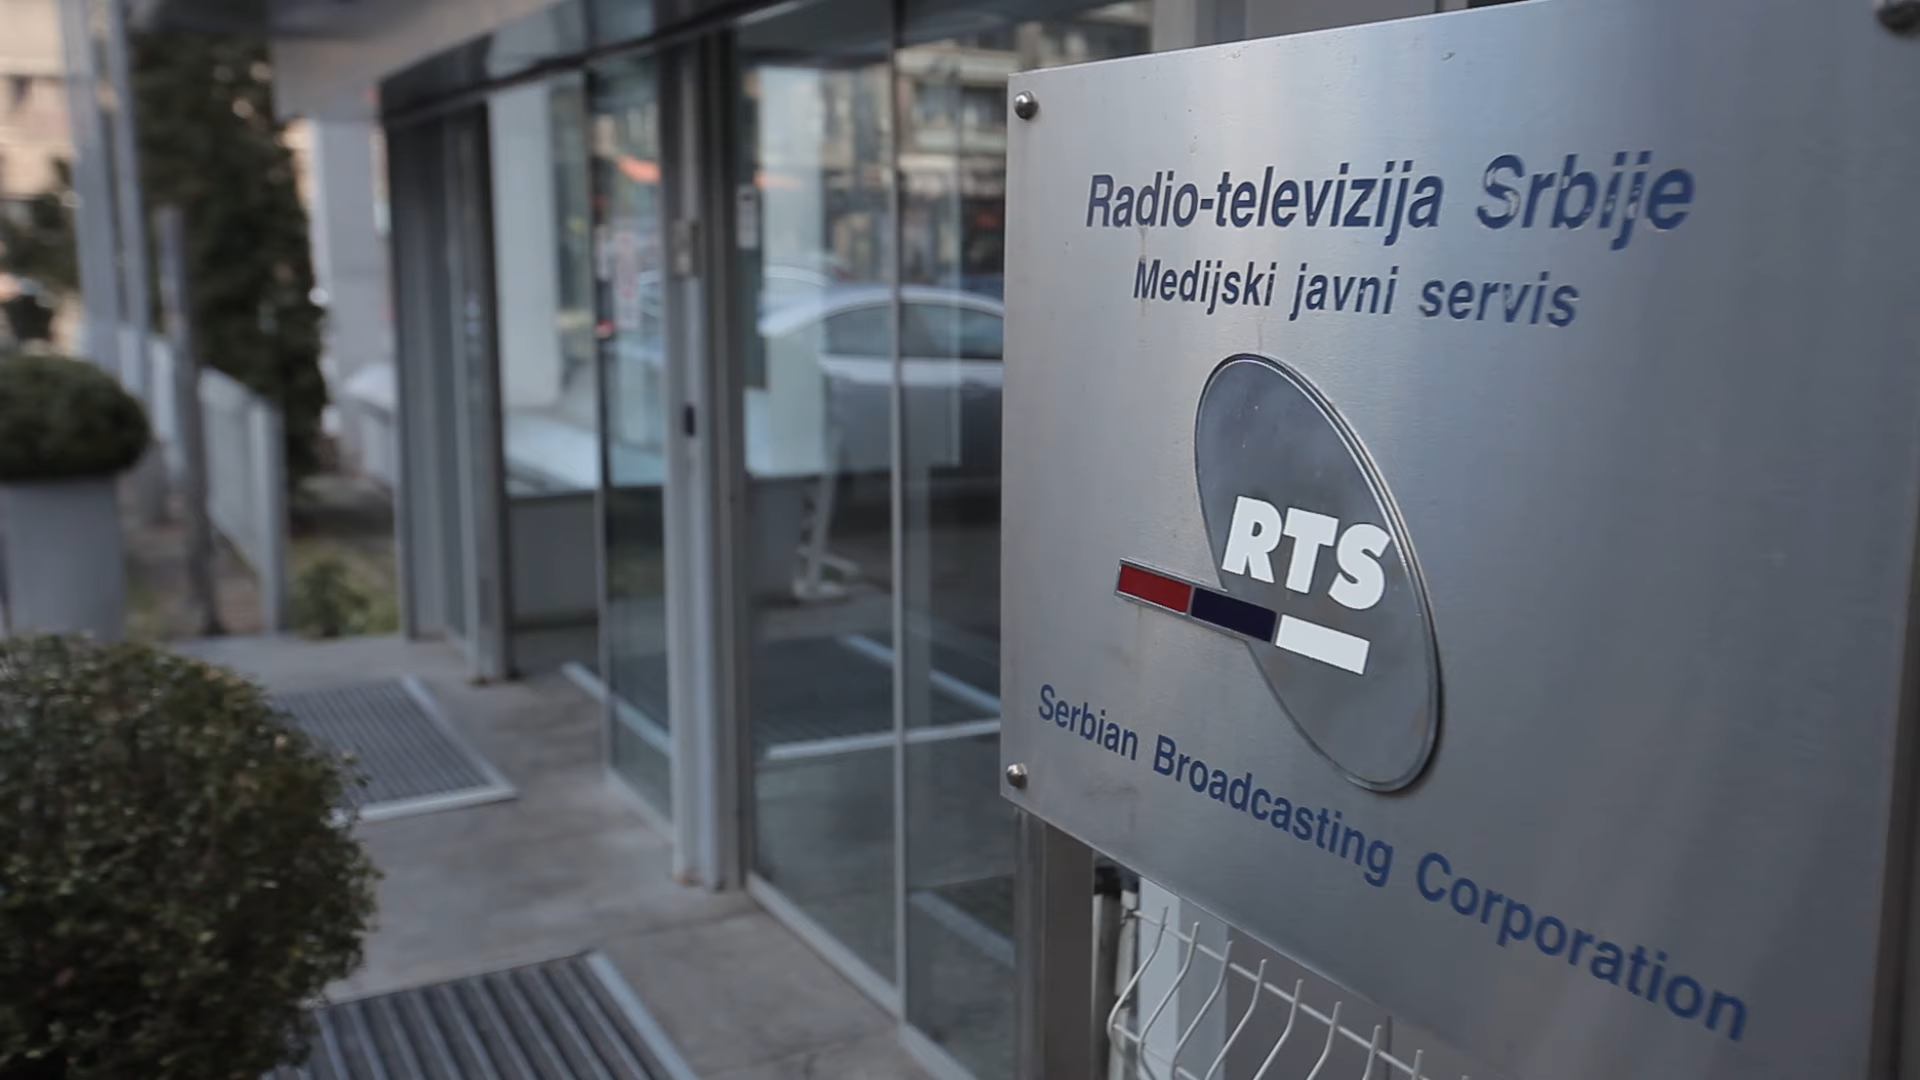 Radio-televizija Srbije
Medijski javni servis
RTS
Serbian Broadcasting Corporation